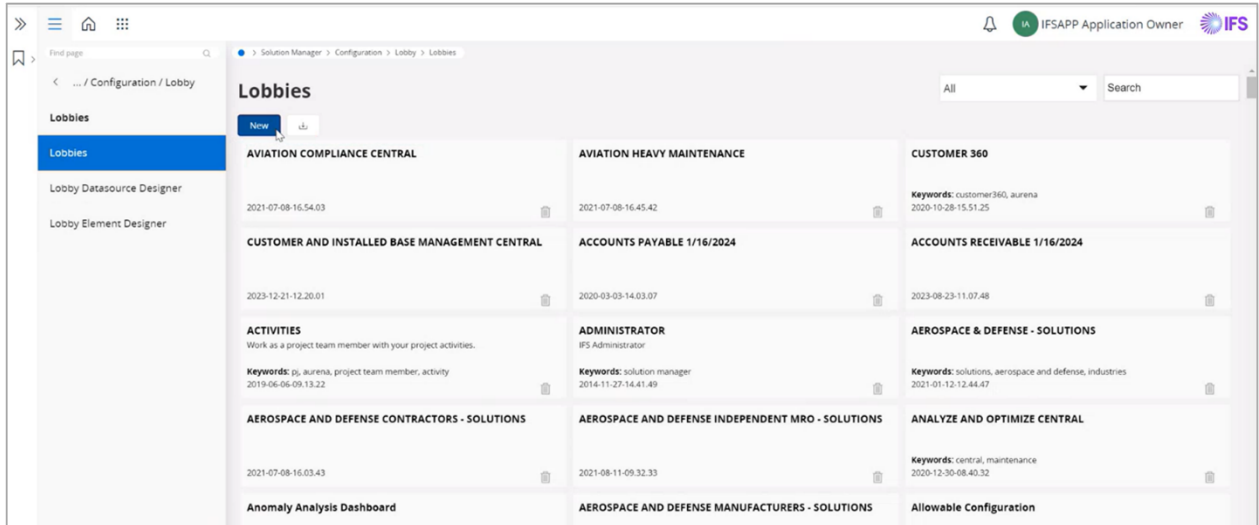 IA IFSAPP Application Owner IFS
Find page
> Solution Manager > Configuration > Lobby > Lobbies
< ... / Configuration / Lobby
Lobbies
All
Search
Lobbies
New
Lobbies
Lobby Datasource Designer
Lobby Element Designer
AVIATION COMPLIANCE CENTRAL
2021-07-08-16.54.03
AVIATION HEAVY MAINTENANCE
2021-07-08-16.45.42
CUSTOMER 360
Keywords: customer360, aurena
2020-10-28-15.51.25
CUSTOMER AND INSTALLED BASE MANAGEMENT CENTRAL
2023-12-21-12.20.01
ACCOUNTS PAYABLE 1/16/2024
2020-03-03-14.03.07
ACCOUNTS RECEIVABLE 1/16/2024
2023-08-23-11.07.48
ACTIVITIES
Work as a project team member with your project activities.
Keywords: pj, aurena, project team member, activity
2019-06-06-09.13.22
ADMINISTRATOR
IFS Administrator
Keywords: solution manager
2014-11-27-14.41.49
AEROSPACE & DEFENSE - SOLUTIONS
Keywords: solutions, aerospace and defense, industries
2021-01-12-12.44.47
AEROSPACE AND DEFENSE CONTRACTORS - SOLUTIONS
2021-07-08-16.03.43
AEROSPACE AND DEFENSE INDEPENDENT MRO - SOLUTIONS
2021-08-11-09.32.33
ANALYZE AND OPTIMIZE CENTRAL
Keywords: central, maintenance
2020-12-30-08.40.32
Anomaly Analysis Dashboard
AEROSPACE AND DEFENSE MANUFACTURERS - SOLUTIONS
Allowable Configuration